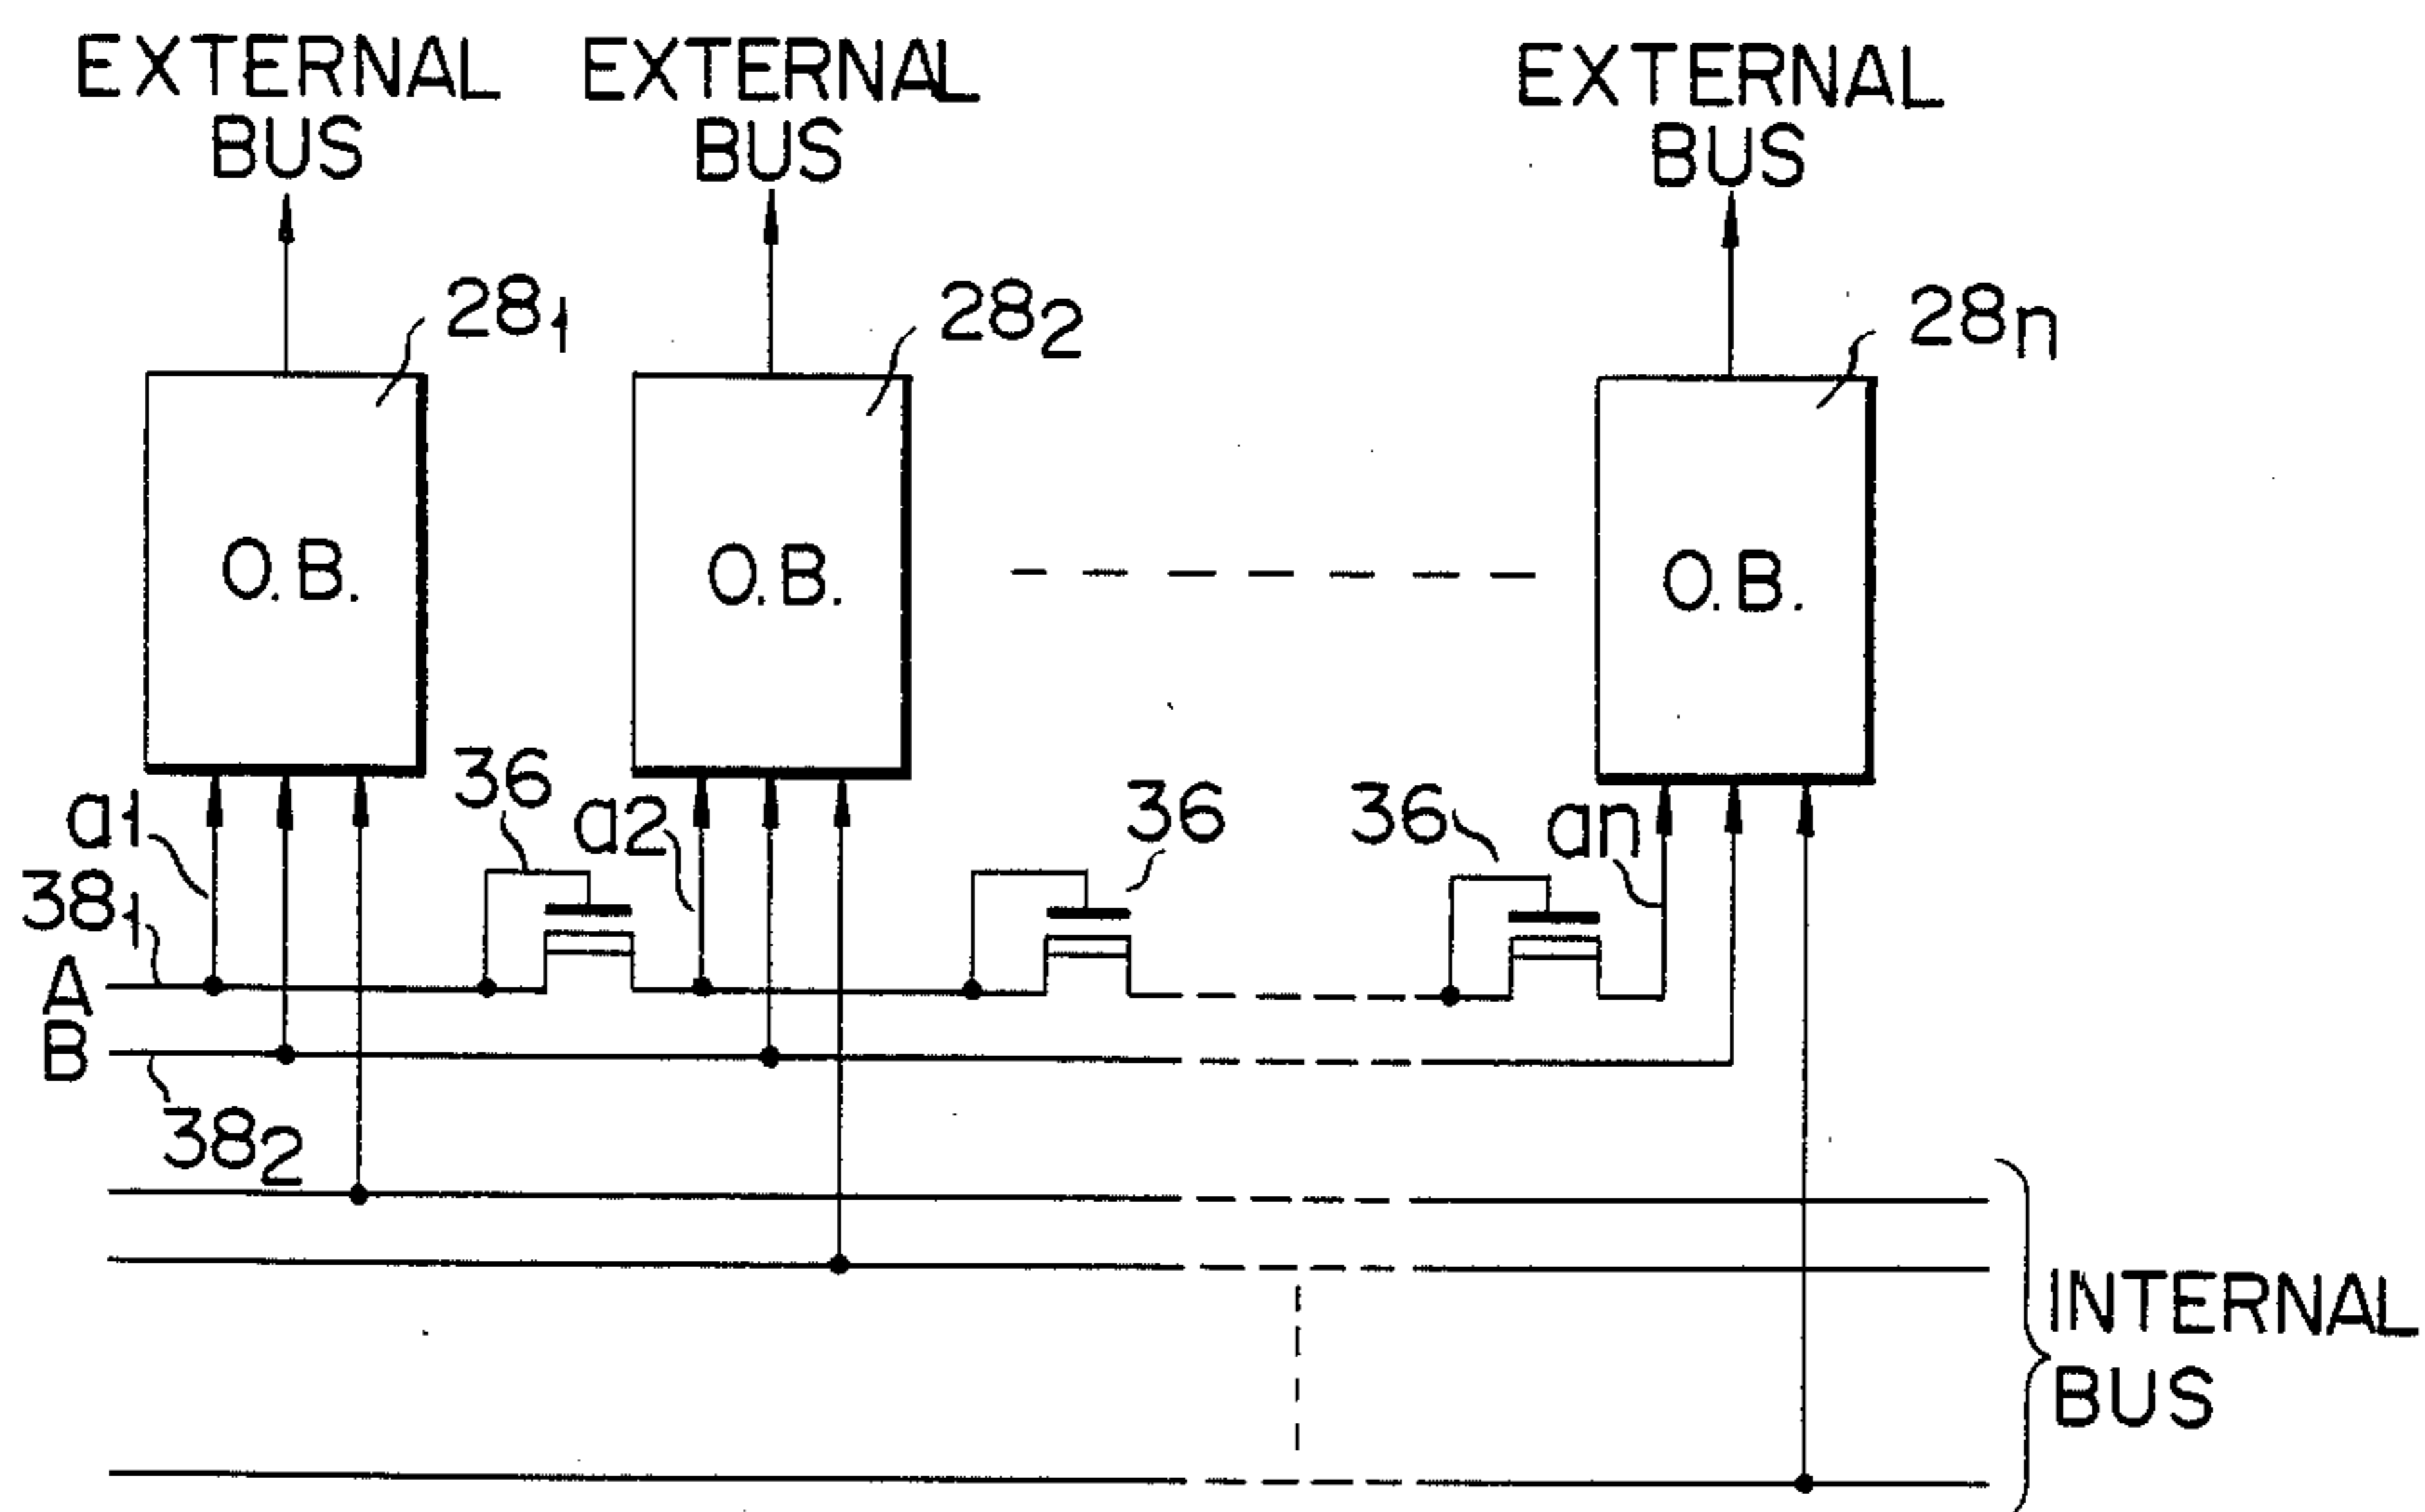 EXTERNAL BUS
EXTERNAL BUS
EXTERNAL BUS
28₁
28₂
28n
O.B.
O.B.
O.B.
36
36
36
a1
a2
an
38₁
A
B
38₂
INTERNAL BUS